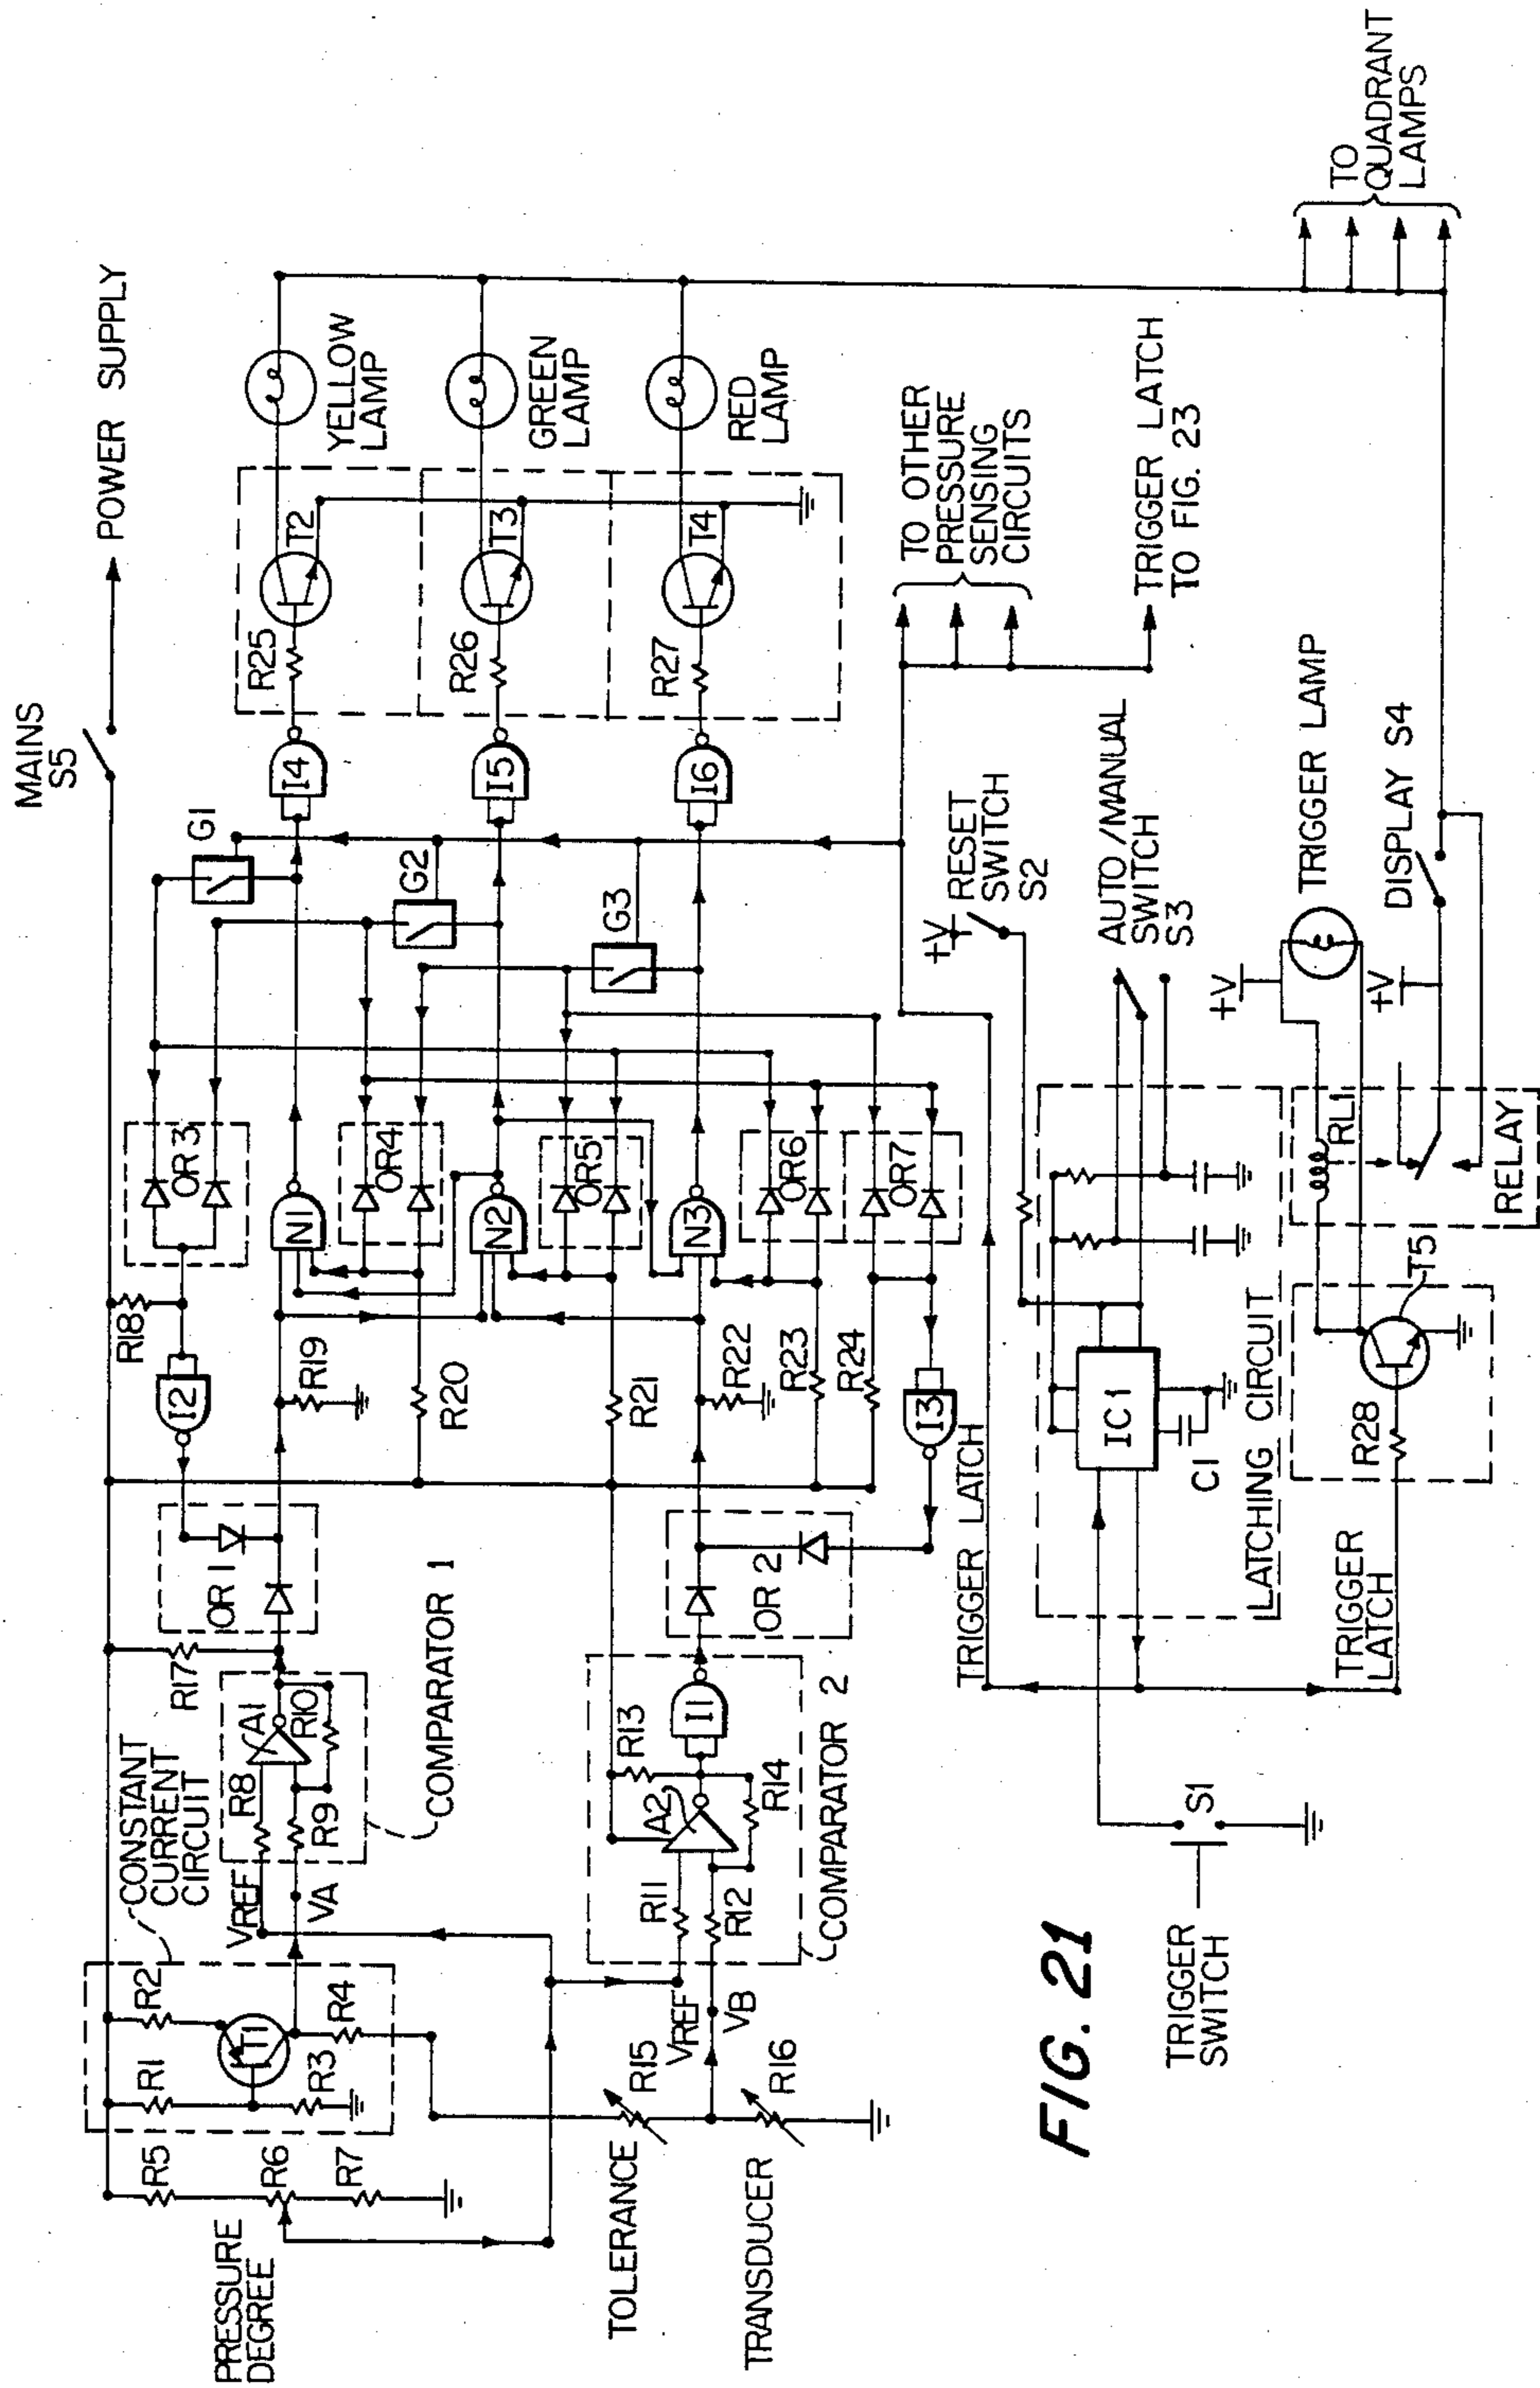 MAINS
S5
POWER SUPPLY
PRESSURE
DEGREE
R5
R6
R7
R1
R2
R3
R4
T1
CONSTANT
CURRENT
CIRCUIT
VREF
VA
R8
R9
A1
R10
COMPARATOR 1
R17
OR 1
I2
R18
R19
R20
OR 3
N1
OR4
G1
I4
R25
T2
YELLOW
LAMP
TOLERANCE
R15
TRANSDUCER
R16
VREF
VB
R11
R12
A2
R13
R14
I1
COMPARATOR 2
OR 2
R21
R22
R23
R24
I3
N2
OR5
N3
OR6
OR7
G2
G3
I5
R26
T3
GREEN
LAMP
I6
R27
T4
RED
LAMP
TO OTHER
PRESSURE
SENSING
CIRCUITS
TRIGGER LATCH
TO FIG. 23
TRIGGER LATCH
+V
RESET
SWITCH
S2
AUTO/MANUAL
SWITCH
S3
IC1
C1
LATCHING CIRCUIT
TRIGGER
SWITCH
S1
TRIGGER
LATCH
R28
T5
RL1
RELAY
+V
TRIGGER LAMP
+V
DISPLAY S4
TO
QUADRANT
LAMPS
FIG. 21